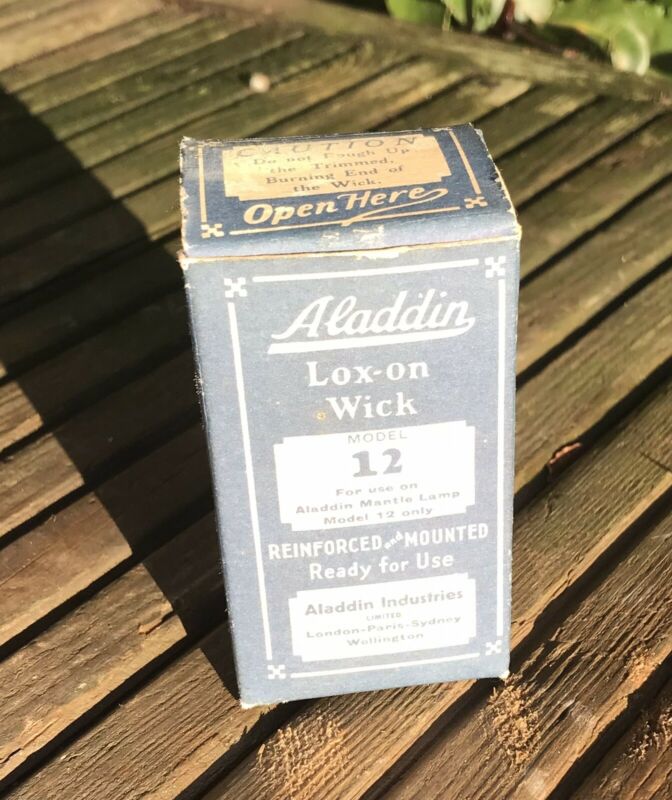 CAUTION
Do not Rough Up
the Trimmed,
Burning End of
the Wick.
Open Here
Aladdin
Lox-on
Wick
MODEL
12
For use on
Aladdin Mantle Lamp
Model 12 only
REINFORCED and MOUNTED
Ready for Use
Aladdin Industries
LIMITED
London-Paris-Sydney
Wellington